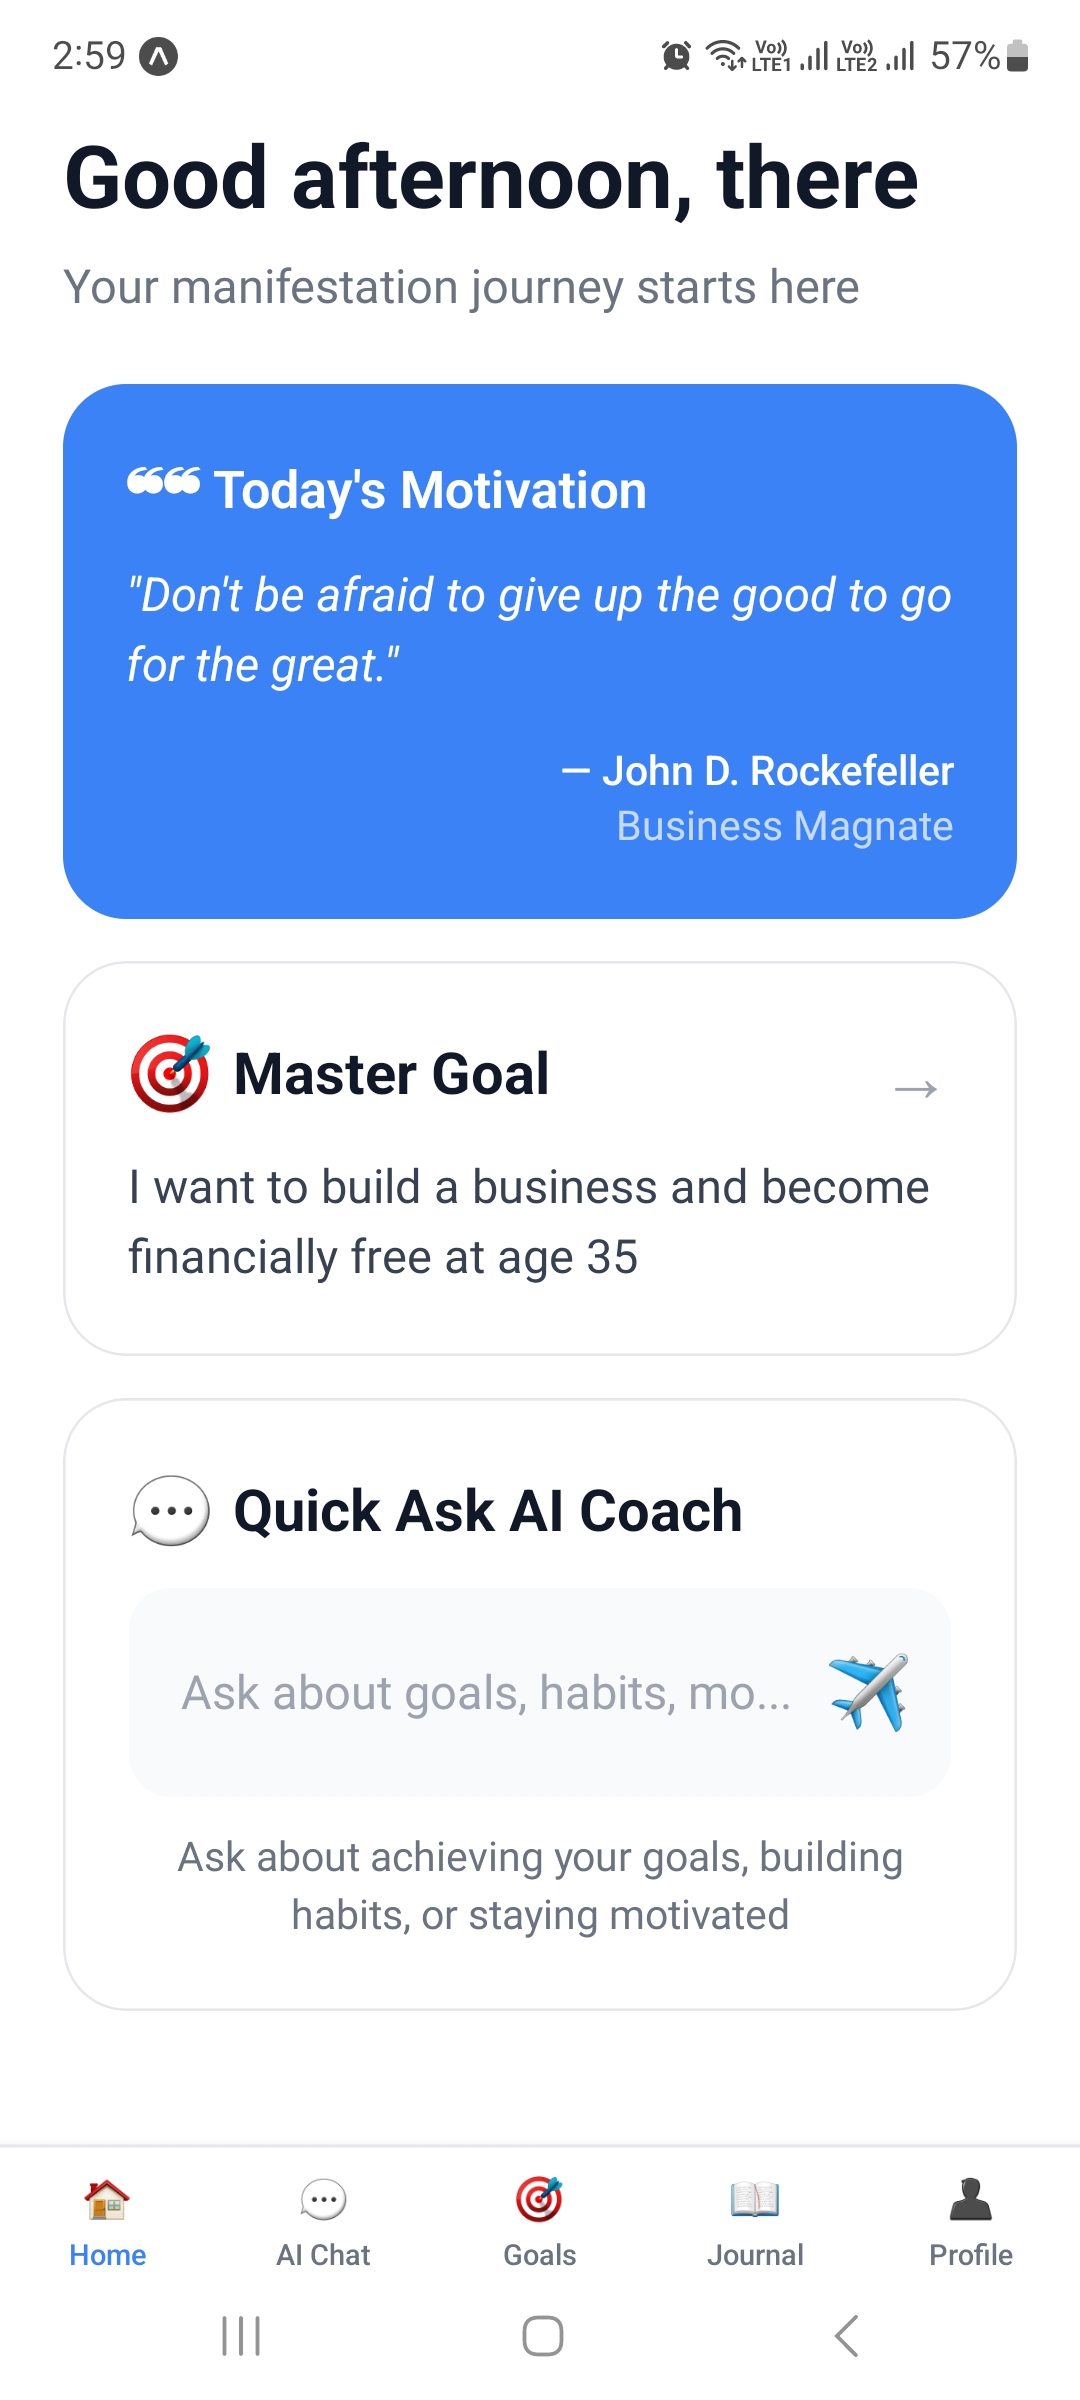 2:59
Vo)) LTE1 Vo)) LTE2 57%
Good afternoon, there
Your manifestation journey starts here
❝❝ Today's Motivation
"Don't be afraid to give up the good to go
for the great."
— John D. Rockefeller
Business Magnate
Master Goal →
I want to build a business and become
financially free at age 35
Quick Ask AI Coach
Ask about goals, habits, mo...
Ask about achieving your goals, building
habits, or staying motivated
Home AI Chat Goals Journal Profile